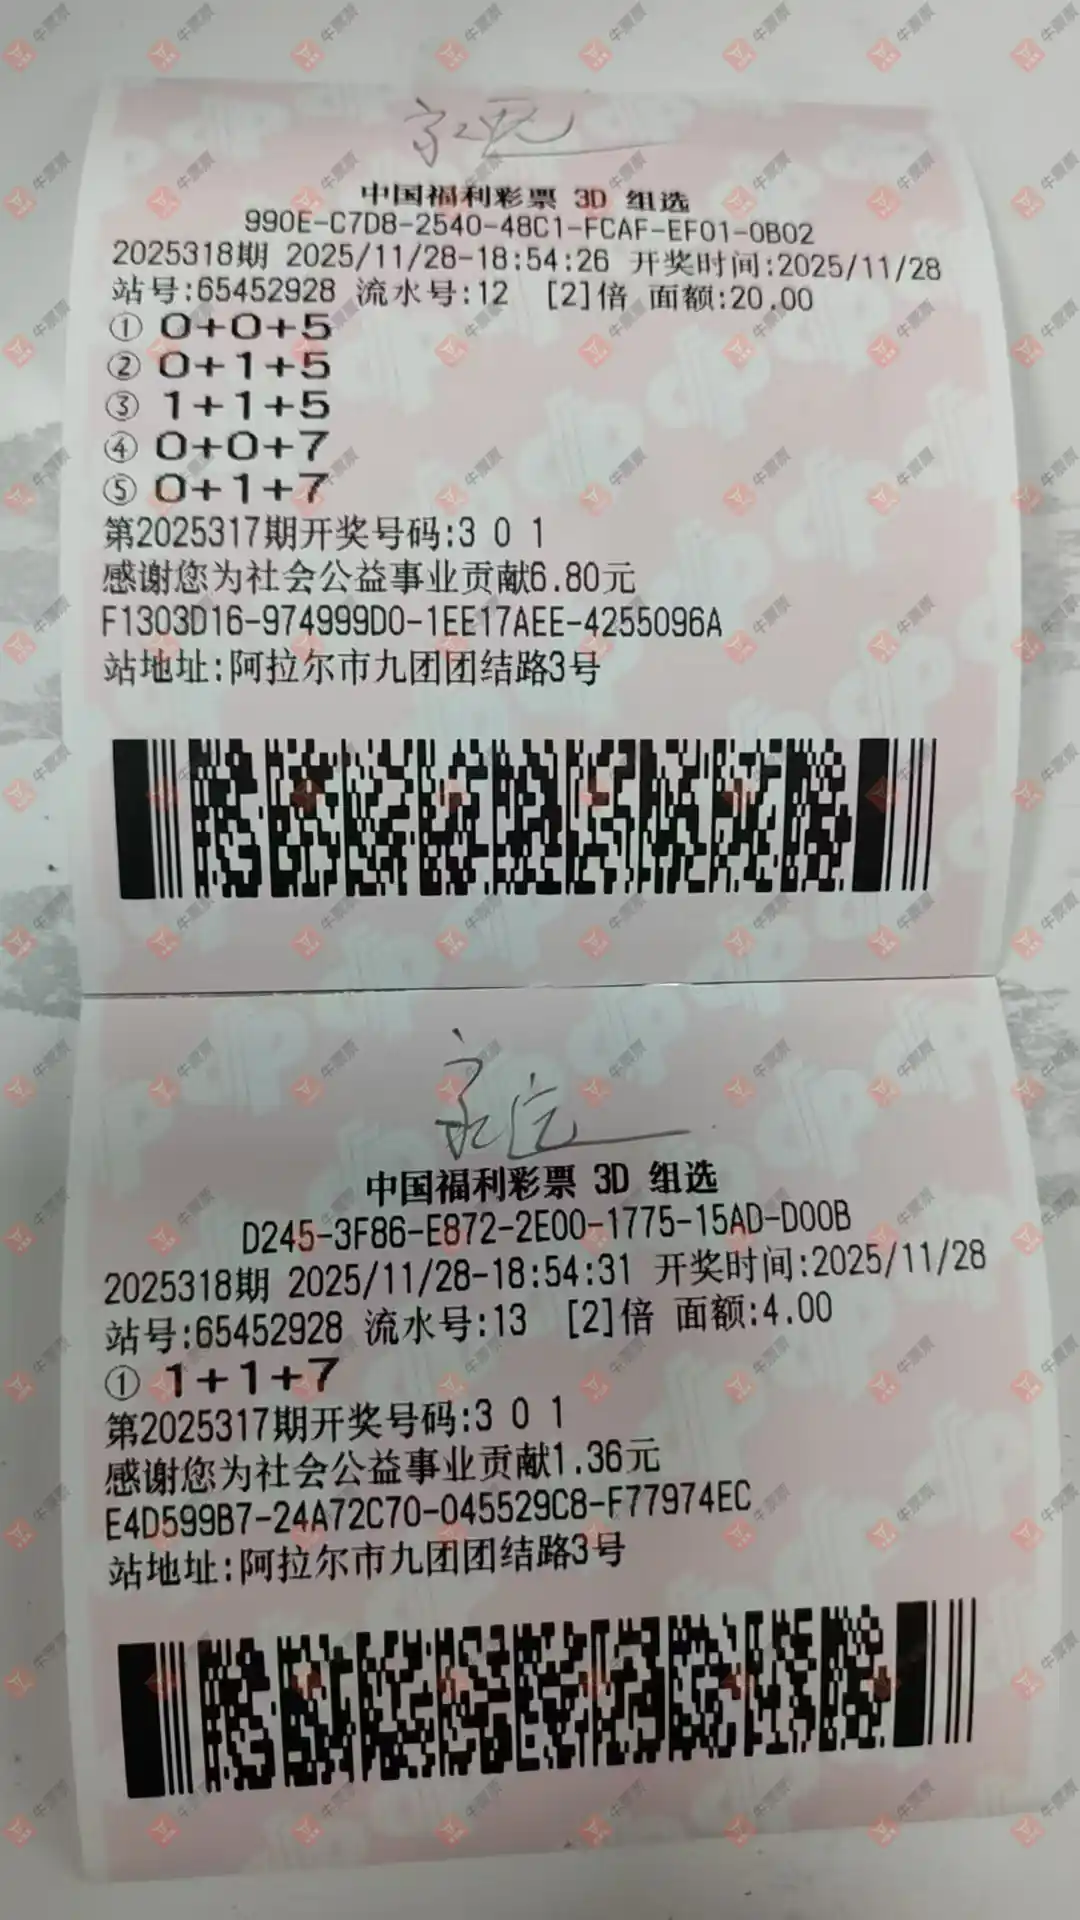 中国福利彩票 3D 组选
990E-C7D8-2540-48C1-FCAF-EF01-0B02
2025318期 2025/11/28-18:54:26 开奖时间:2025/11/28
站号:65452928 流水号:12 [2]倍 面额:20.00
① 0+0+5
② 0+1+5
③ 1+1+5
④ 0+0+7
⑤ 0+1+7
第2025317期开奖号码:3 0 1
感谢您为社会公益事业贡献6.80元
F1303D16-974999D0-1EE17AEE-4255096A
站地址:阿拉尔市九团团结路3号
中国福利彩票 3D 组选
D245-3F86-E872-2E00-1775-15AD-D00B
2025318期 2025/11/28-18:54:31 开奖时间:2025/11/28
站号:65452928 流水号:13 [2]倍 面额:4.00
① 1+1+7
第2025317期开奖号码:3 0 1
感谢您为社会公益事业贡献1.36元
E4D599B7-24A72C70-045529C8-F77974EC
站地址:阿拉尔市九团团结路3号